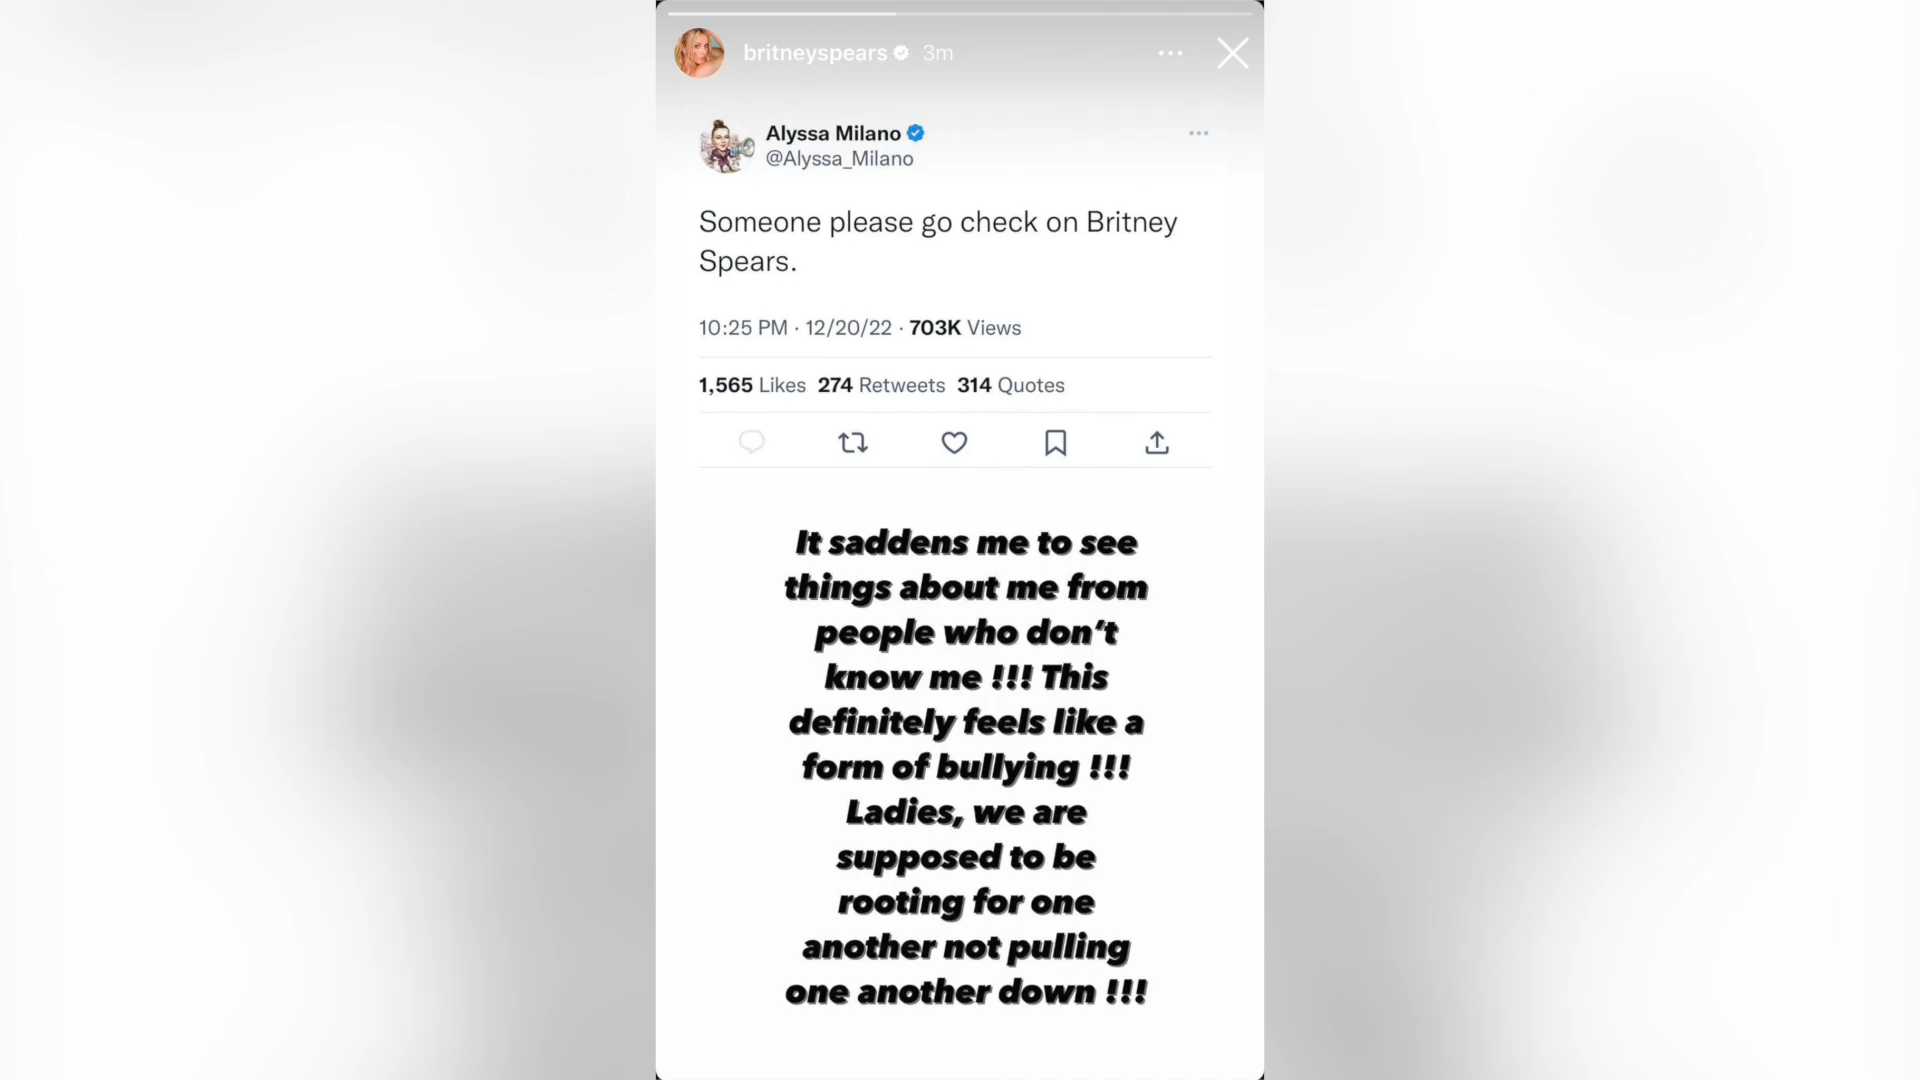 britneyspears 3m
Alyssa Milano
@Alyssa_Milano
Someone please go check on Britney
Spears.
10:25 PM · 12/20/22 · 703K Views
1,565 Likes 274 Retweets 314 Quotes
It saddens me to see
things about me from
people who don't
know me !!! This
definitely feels like a
form of bullying !!!
Ladies, we are
supposed to be
rooting for one
another not pulling
one another down !!!